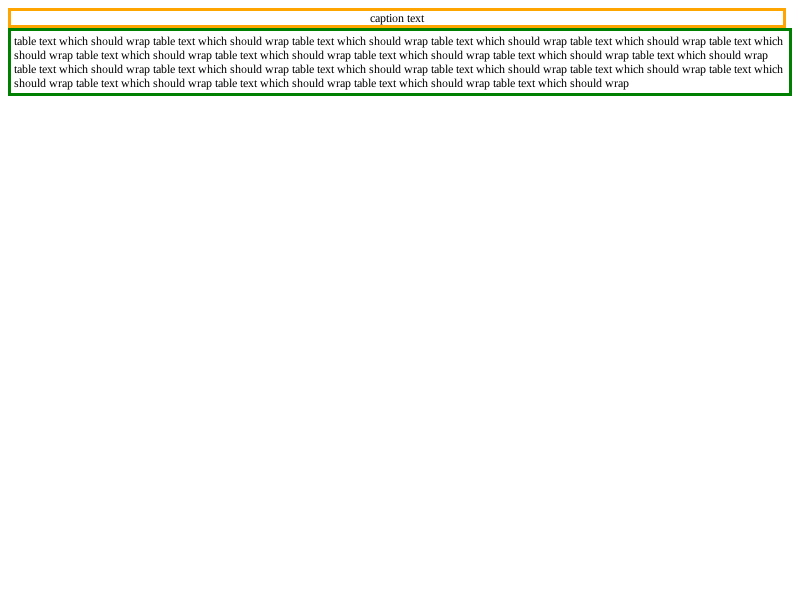 caption text
table text which should wrap table text which should wrap table text which should wrap table text which should wrap table text which should wrap table text which
should wrap table text which should wrap table text which should wrap table text which should wrap table text which should wrap table text which should wrap
table text which should wrap table text which should wrap table text which should wrap table text which should wrap table text which should wrap table text which
should wrap table text which should wrap table text which should wrap table text which should wrap table text which should wrap